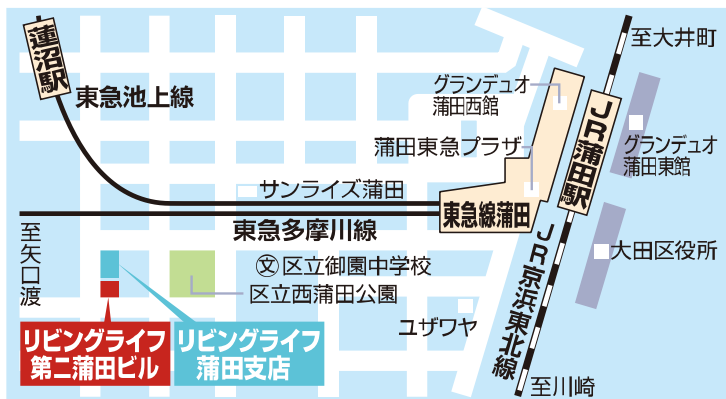 蓮沼駅
東急池上線
至大井町
グランデュオ
蒲田西館
JR蒲田駅
グランデュオ
蒲田東館
蒲田東急プラザ
サンライズ蒲田
東急線蒲田
東急多摩川線
至矢口渡
JR京浜東北線
大田区役所
文区立御園中学校
区立西蒲田公園
ユザワヤ
リビングライフ
第二蒲田ビル
リビングライフ
蒲田支店
至川崎